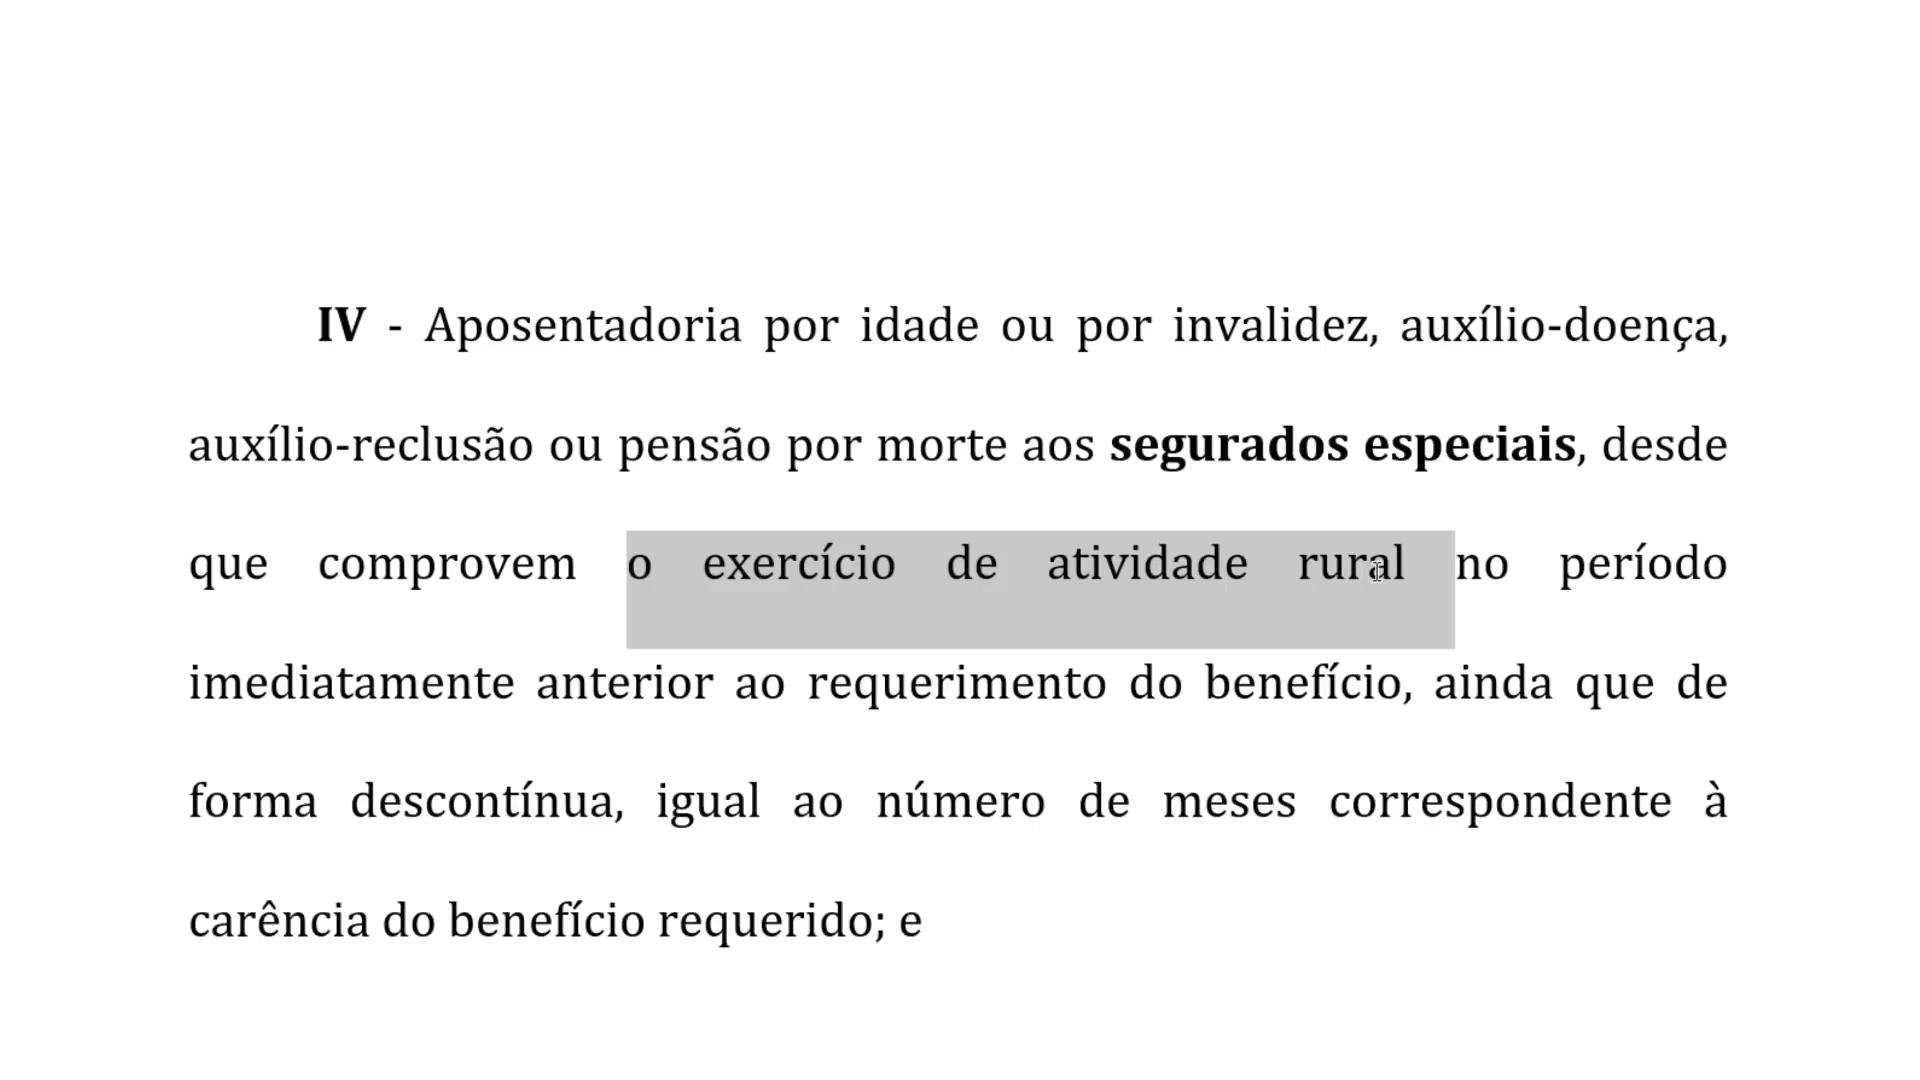 IV - Aposentadoria por idade ou por invalidez, auxílio-doença,
auxílio-reclusão ou pensão por morte aos segurados especiais, desde
que comprovem o exercício de atividade rural no período
imediatamente anterior ao requerimento do benefício, ainda que de
forma descontínua, igual ao número de meses correspondente à
carência do benefício requerido; e